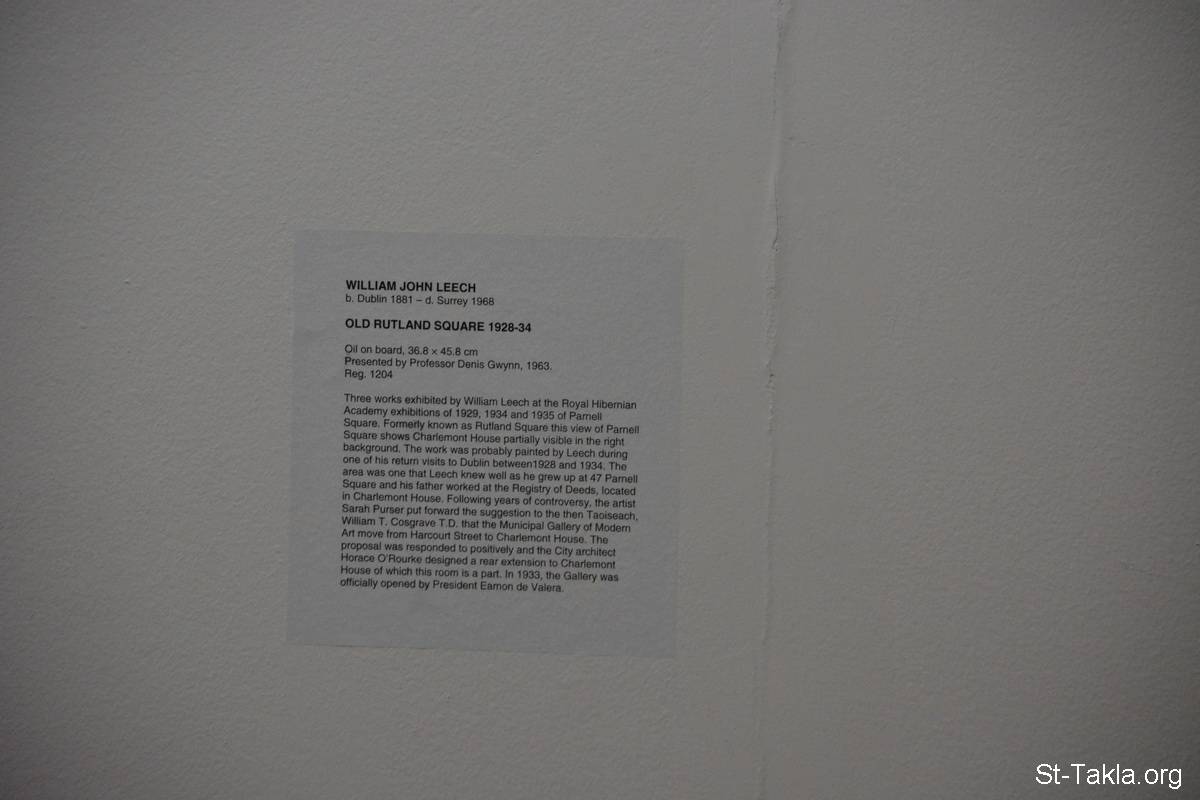 WILLIAM JOHN LEECH
b. Dublin 1881 – d. Surrey 1968
OLD RUTLAND SQUARE 1928-34
Oil on board, 36.8 × 45.8 cm
Presented by Professor Denis Gwynn, 1963.
Reg. 1204
Three works exhibited by William Leech at the Royal Hibernian
Academy exhibitions of 1929, 1934 and 1935 of Parnell
Square. Formerly known as Rutland Square this view of Parnell
Square shows Charlemont House partially visible in the right
background. The work was probably painted by Leech during
one of his return visits to Dublin between1928 and 1934. The
area was one that Leech knew well as he grew up at 47 Parnell
Square and his father worked at the Registry of Deeds, located
in Charlemont House. Following years of controversy, the artist
Sarah Purser put forward the suggestion to the then Taoiseach,
William T. Cosgrave T.D. that the Municipal Gallery of Modern
Art move from Harcourt Street to Charlemont House. The
proposal was responded to positively and the City architect
Horace O'Rourke designed a rear extension to Charlemont
House of which this room is a part. In 1933, the Gallery was
officially opened by President Eamon de Valera.
St-Takla.org